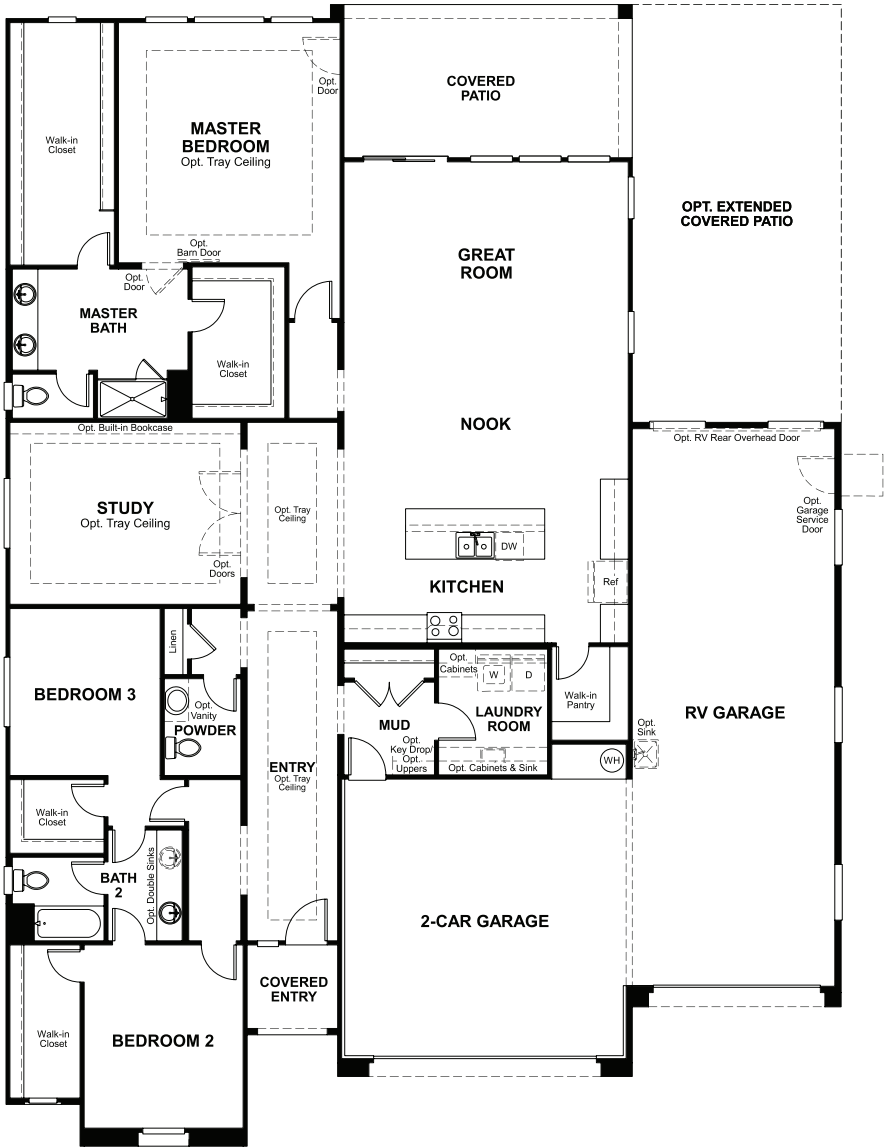 COVERED
PATIO
Opt.
Door
MASTER
BEDROOM
Opt. Tray Ceiling
Walk-in
Closet
OPT. EXTENDED
COVERED PATIO
Opt.
Barn Door
GREAT
ROOM
Opt.
Door
MASTER
BATH
Walk-in
Closet
NOOK
Opt. Built-in Bookcase
Opt. RV Rear Overhead Door
STUDY
Opt. Tray Ceiling
Opt. Tray
Ceiling
Opt.
Garage
Service
Door
DW
Opt.
Doors
KITCHEN
Ref
Linen
BEDROOM 3
Opt.
Vanity
POWDER
Opt.
Cabinets
W
D
Walk-in
Pantry
LAUNDRY
ROOM
MUD
Opt.
Key Drop/
Opt.
Uppers
Opt. Cabinets & Sink
Opt.
Sink
RV GARAGE
ENTRY
Opt. Tray
Ceiling
WH
Walk-in
Closet
BATH
2
Opt. Double Sinks
2-CAR GARAGE
COVERED
ENTRY
Walk-in
Closet
BEDROOM 2